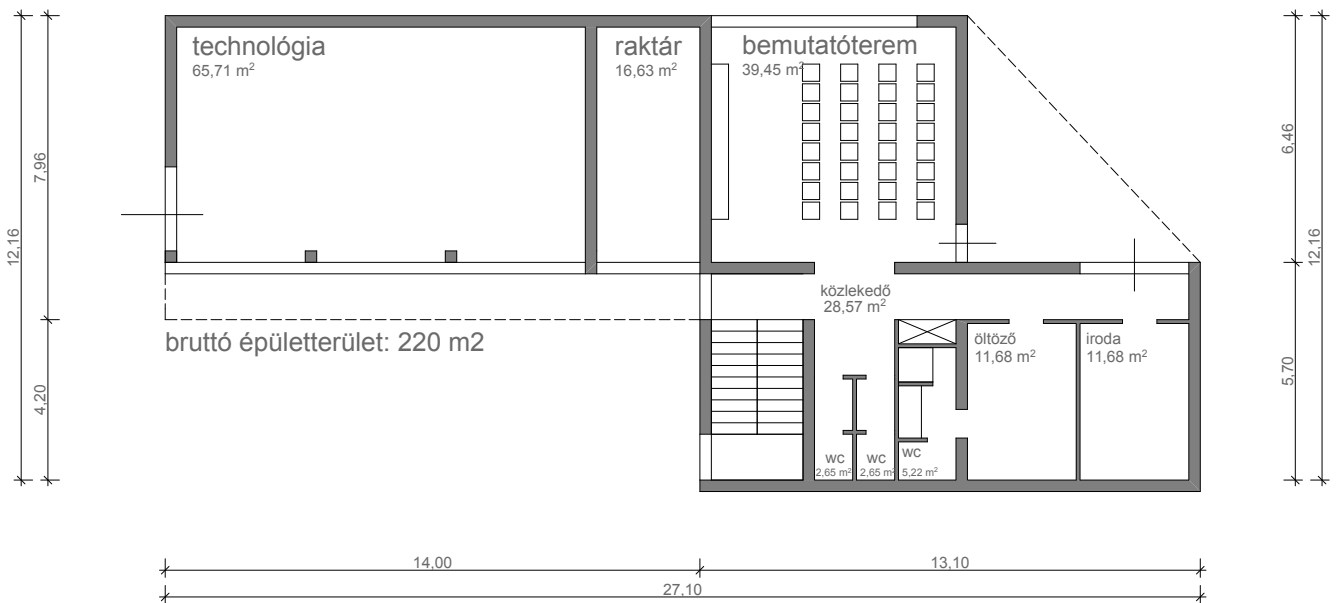 technológia
65,71 m²
raktár
16,63 m²
bemutatóterem
39,45 m²
7,96
12,16
4,20
6,46
12,16
5,70
közlekedő
28,57 m²
bruttó épületterület: 220 m2
öltöző
11,68 m²
iroda
11,68 m²
wc
2,65 m²
wc
2,65 m²
wc
5,22 m²
14,00
13,10
27,10